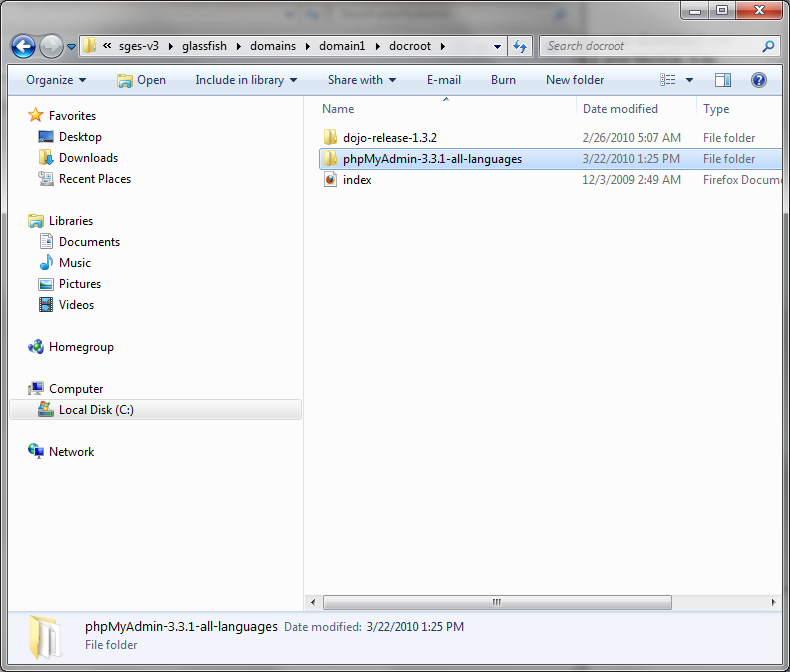 « sges-v3 glassfish domains domain1 docroot Search docroot
Organize Open Include in library Share with E-mail Burn New folder
Favorites
Desktop
Downloads
Recent Places
Libraries
Documents
Music
Pictures
Videos
Homegroup
Computer
Local Disk (C:)
Network
Name Date modified Type
dojo-release-1.3.2 2/26/2010 5:07 AM File folder
phpMyAdmin-3.3.1-all-languages 3/22/2010 1:25 PM File folder
index 12/3/2009 2:49 AM Firefox Docum
phpMyAdmin-3.3.1-all-languages Date modified: 3/22/2010 1:25 PM
File folder